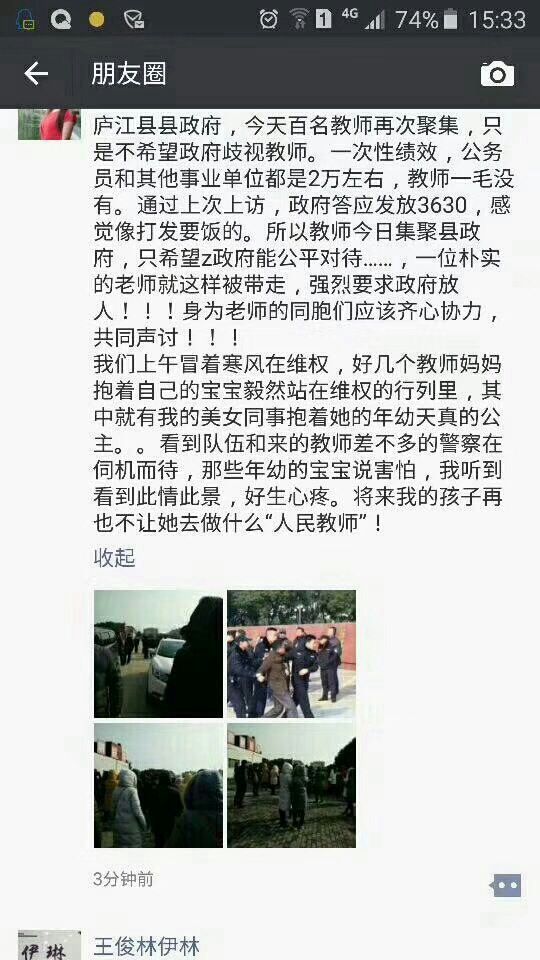 1 4G 74% 15:33
朋友圈
庐江县县政府，今天百名教师再次聚集，只
是不希望政府歧视教师。一次性绩效，公务
员和其他事业单位都是2万左右，教师一毛没
有。通过上次上访，政府答应发放3630，感
觉像打发要饭的。所以教师今日集聚县政
府，只希望z政府能公平对待……，一位朴实
的老师就这样被带走，强烈要求政府放
人！！！身为老师的同胞们应该齐心协力，
共同声讨！！！
我们上午冒着寒风在维权，好几个教师妈妈
抱着自己的宝宝毅然站在维权的行列里，其
中就有我的美女同事抱着她的年幼天真的公
主。。看到队伍和来的教师差不多的警察在
伺机而待，那些年幼的宝宝说害怕，我听到
看到此情此景，好生心疼。将来我的孩子再
也不让她去做什么“人民教师”！
收起
3分钟前
伊琳
王俊林伊林